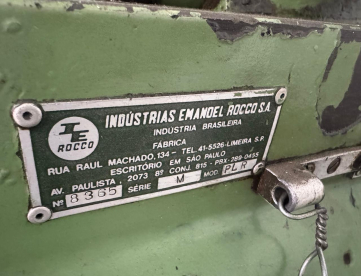 IE
ROCCO
INDÚSTRIAS EMANOEL ROCCO S.A.
INDÚSTRIA BRASILEIRA
FÁBRICA
RUA RAUL MACHADO, 134 - TEL. 41-5526 - LIMEIRA S.P.
ESCRITÓRIO EM SÃO PAULO
AV. PAULISTA, 2073 8º CONJ. 815 - PBX-289-0455
Nº 8365 SÉRIE M MOD. PLR